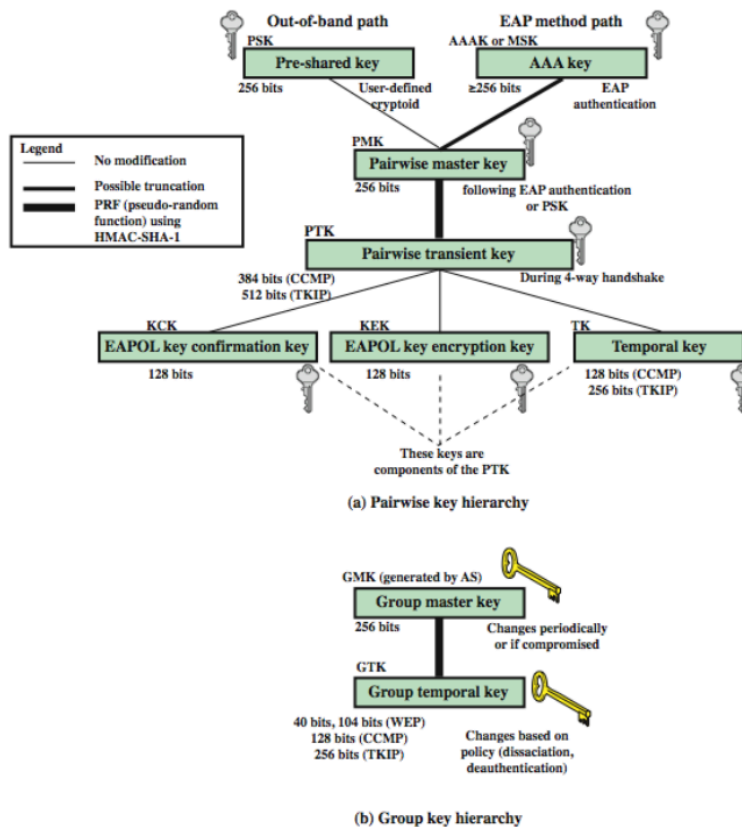 Out-of-band path
EAP method path
PSK
AAAK or MSK
Pre-shared key
AAA key
256 bits
User-defined
cryptoid
≥256 bits
EAP
authentication
Legend
No modification
Possible truncation
PRF (pseudo-random
function) using
HMAC-SHA-1
PMK
Pairwise master key
256 bits
following EAP authentication
or PSK
PTK
Pairwise transient key
384 bits (CCMP)
512 bits (TKIP)
During 4-way handshake
KCK
KEK
TK
EAPOL key confirmation key
EAPOL key encryption key
Temporal key
128 bits
128 bits
128 bits (CCMP)
256 bits (TKIP)
These keys are
components of the PTK
(a) Pairwise key hierarchy
GMK (generated by AS)
Group master key
256 bits
Changes periodically
or if compromised
GTK
Group temporal key
40 bits, 104 bits (WEP)
128 bits (CCMP)
256 bits (TKIP)
Changes based on
policy (dissaciation,
deauthentication)
(b) Group key hierarchy